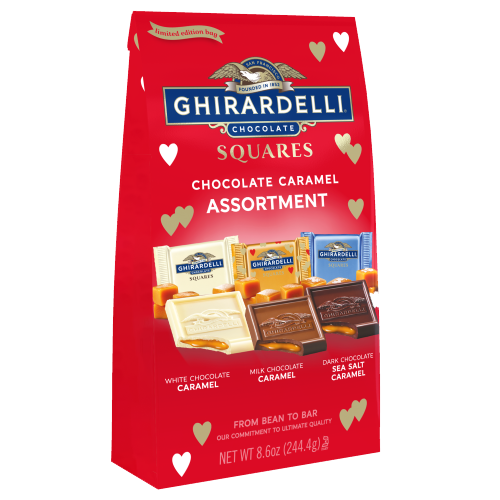 limited edition bag
SAN FRANCISCO
FOUNDED IN 1852
GHIRARDELLI
CHOCOLATE
SQUARES
CHOCOLATE CARAMEL
ASSORTMENT
GHIRARDELLI
SQUARES
GHIRARDELLI
GHIRARDELLI
SQUARES
GHIRARDELLI
WHITE CHOCOLATE
CARAMEL
MILK CHOCOLATE
CARAMEL
DARK CHOCOLATE
SEA SALT
CARAMEL
FROM BEAN TO BAR
OUR COMMITMENT TO ULTIMATE QUALITY
NET WT 8.6oz (244.4g)